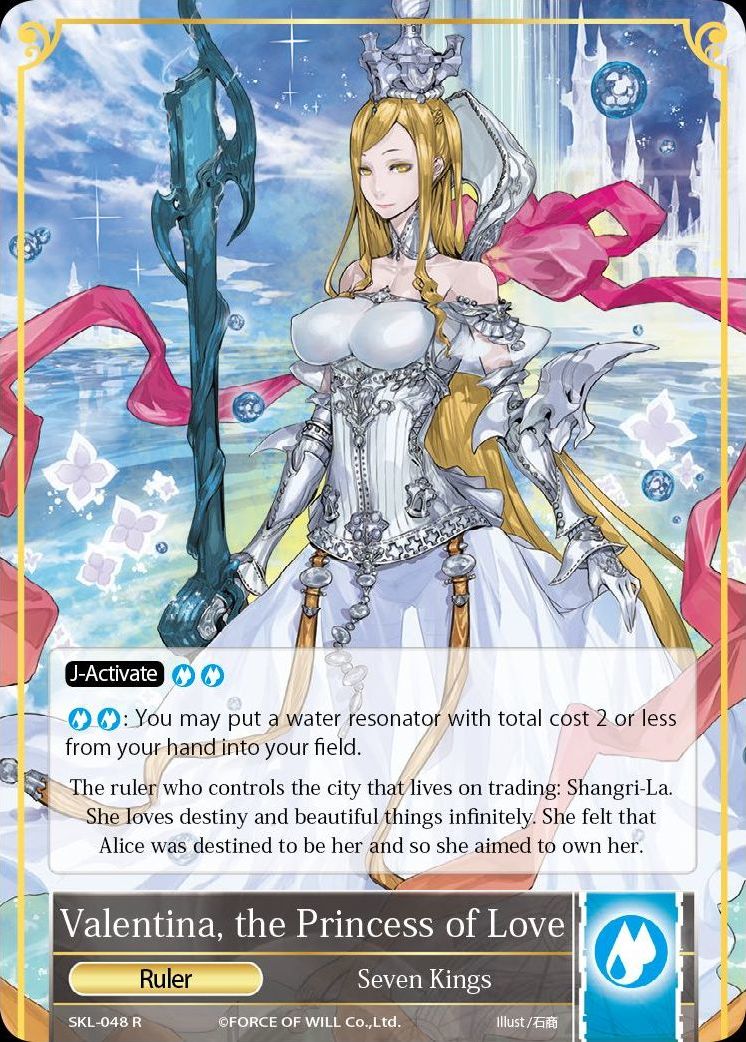 J-Activate
: You may put a water resonator with total cost 2 or less
from your hand into your field.
The ruler who controls the city that lives on trading: Shangri-La.
She loves destiny and beautiful things infinitely. She felt that
Alice was destined to be her and so she aimed to own her.
Valentina, the Princess of Love
Ruler
Seven Kings
SKL-048 R
©FORCE OF WILL Co.,Ltd.
Illust /石商